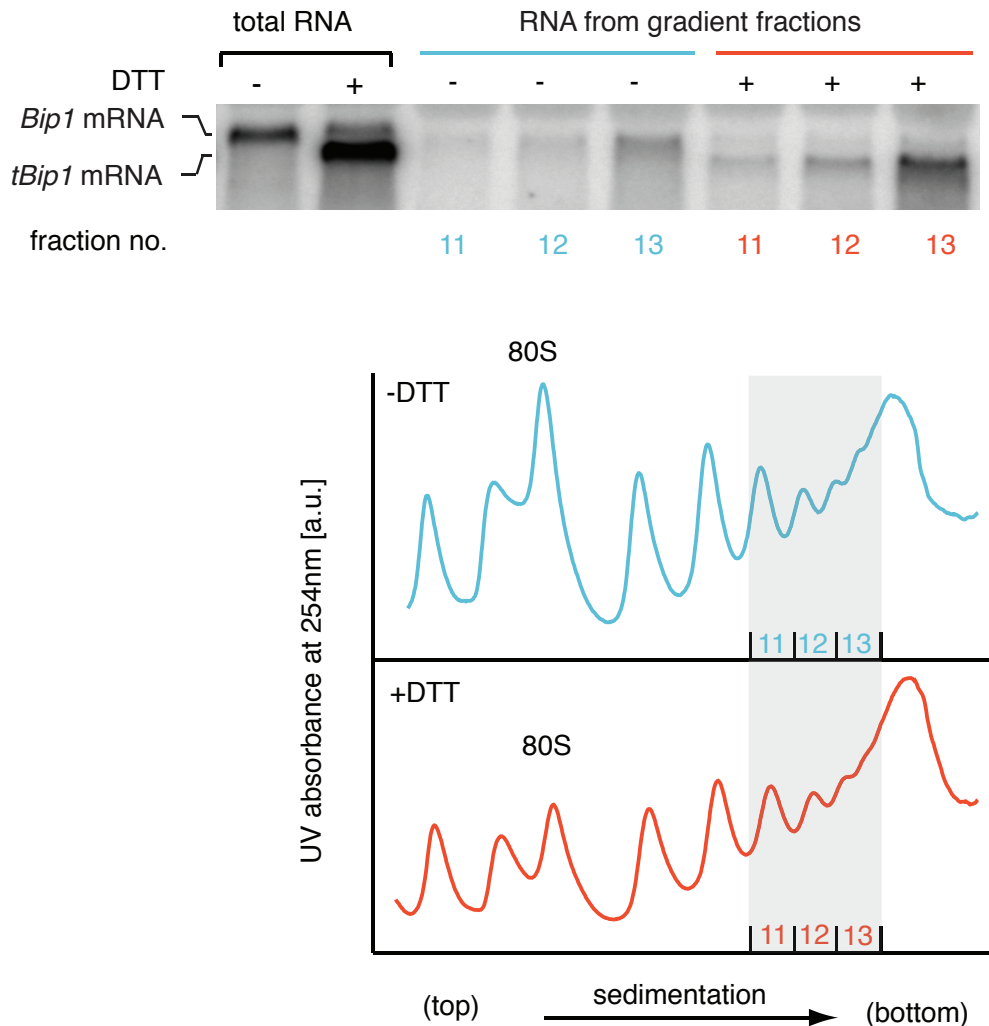 total RNA
RNA from gradient fractions
DTT - + - - - + + +
Bip1 mRNA
tBip1 mRNA
fraction no. 11 12 13 11 12 13
80S
-DTT
11 12 13
+DTT
80S
11 12 13
UV absorbance at 254nm [a.u.]
(top) sedimentation (bottom)